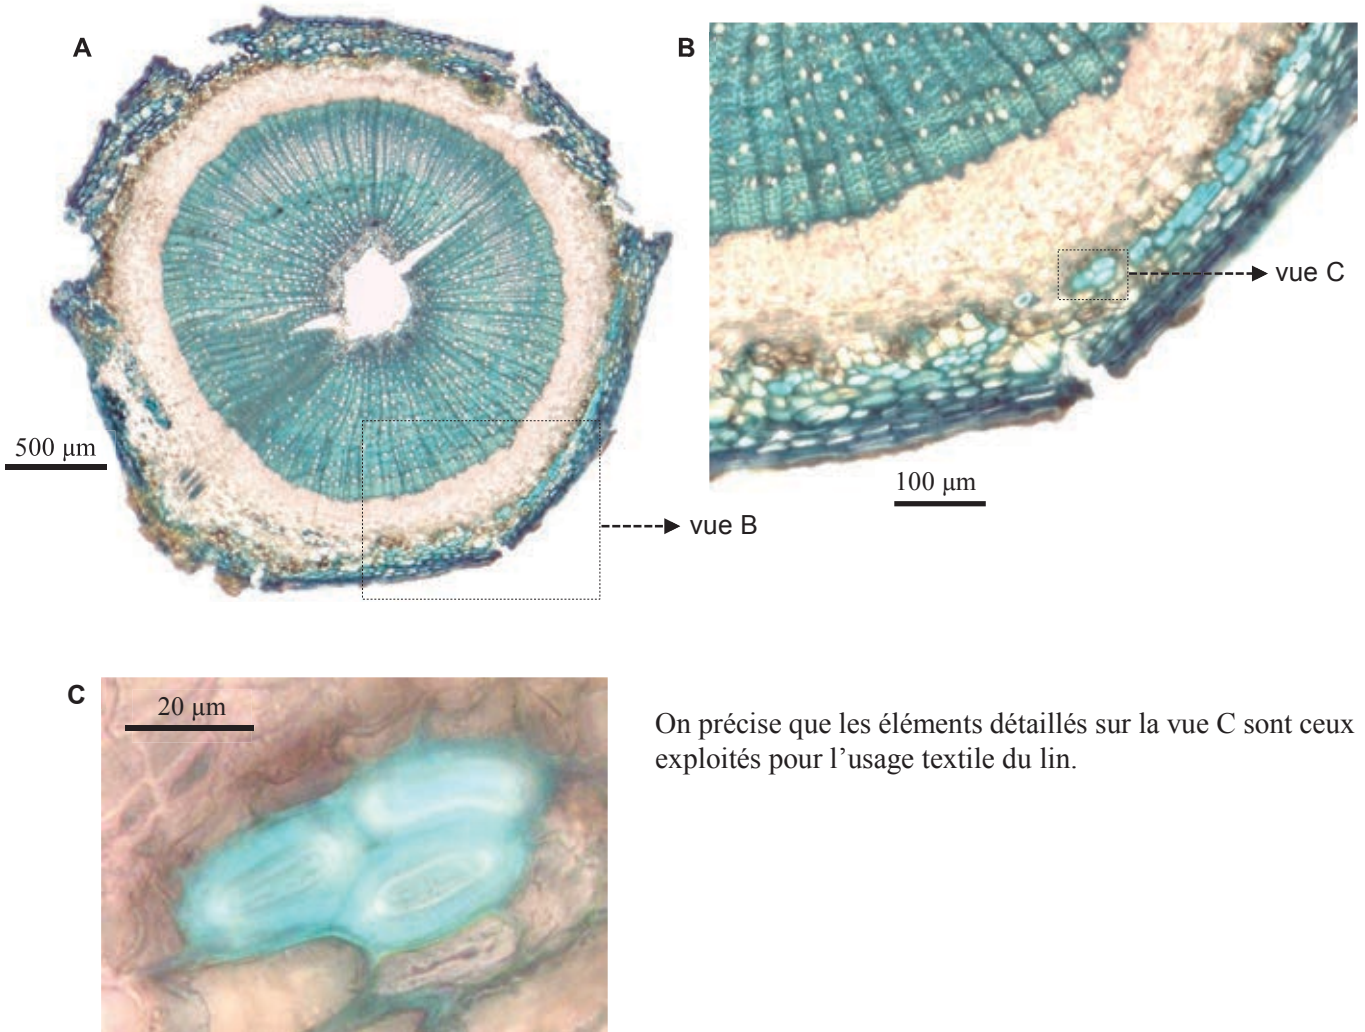 A
B
vue C
500 μm
100 μm
vue B
C
20 μm
On précise que les éléments détaillés sur la vue C sont ceux
exploités pour l’usage textile du lin.